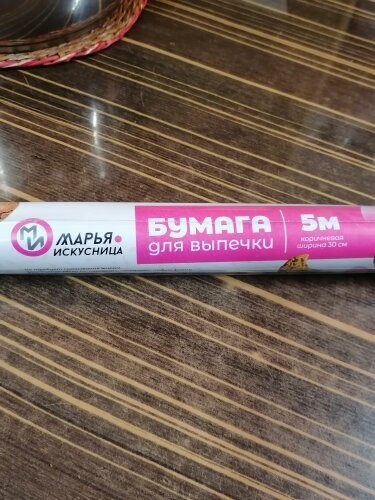 МИ
МАРЬЯ
ИСКУСНИЦА
БУМАГА
для выпечки
5м
коричневая
ширина 30 см